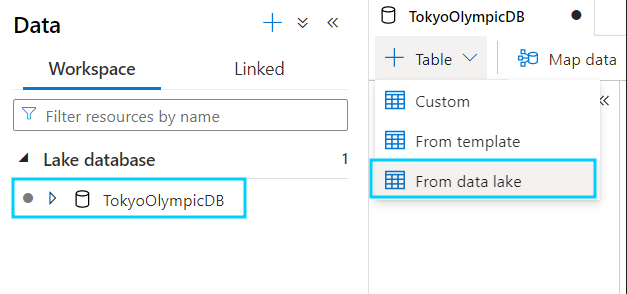 Data
Workspace
Linked
Filter resources by name
Lake database
1
TokyoOlympicDB
TokyoOlympicDB
Table
Map data
Custom
From template
From data lake